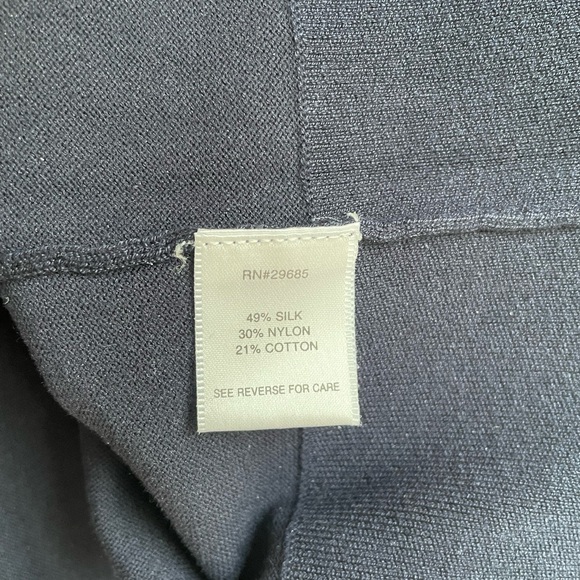 RN#29685
49% SILK
30% NYLON
21% COTTON
SEE REVERSE FOR CARE